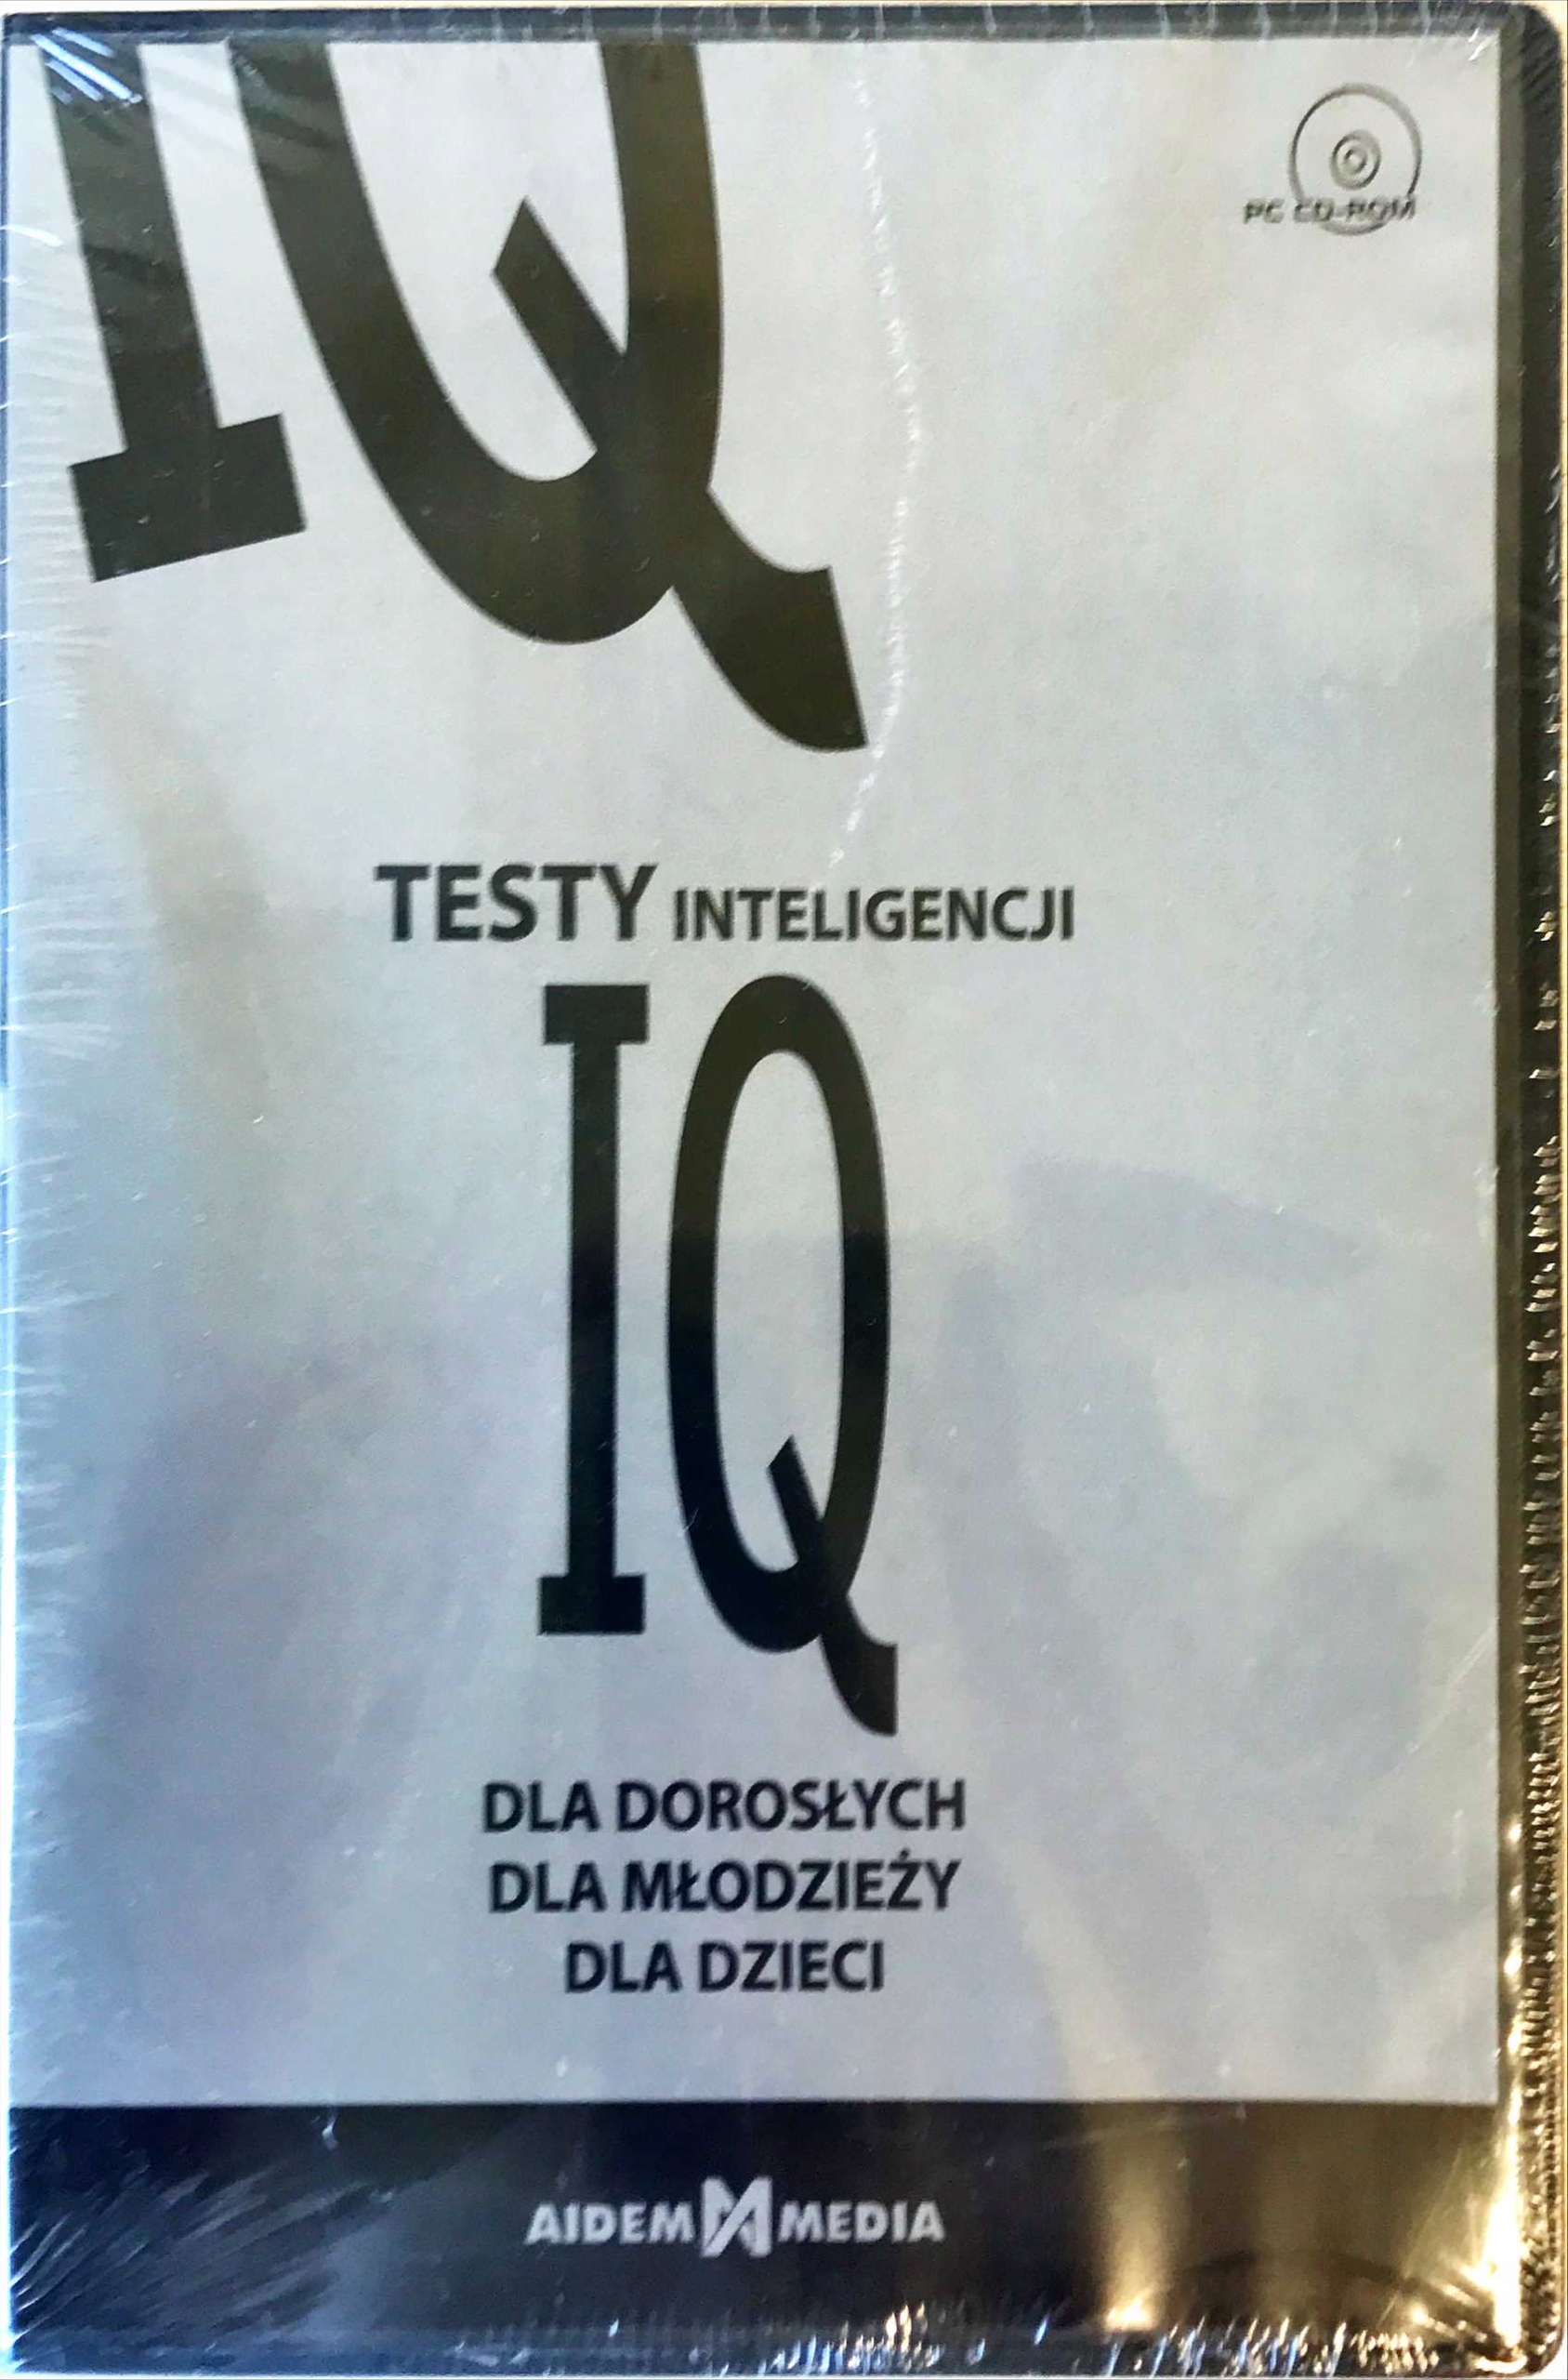 IQ
PC CD-ROM
TESTY INTELIGENCJI
IQ
DLA DOROSŁYCH
DLA MŁODZIEŻY
DLA DZIECI
AIDEM MEDIA